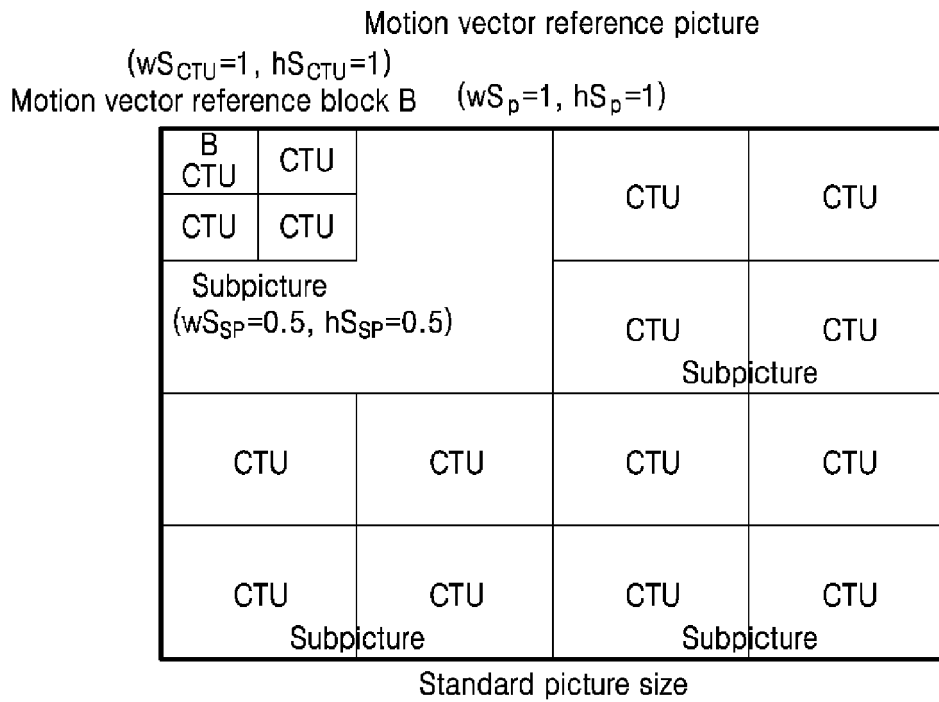 Motion vector reference picture
(wS_CTU=1, hS_CTU=1)
Motion vector reference block B (wS_p=1, hS_p=1)
B
CTU CTU
CTU CTU
CTU CTU
Subpicture
(wS_SP=0.5, hS_SP=0.5)
CTU CTU
Subpicture
CTU CTU CTU CTU
CTU CTU CTU CTU
Subpicture Subpicture
Standard picture size